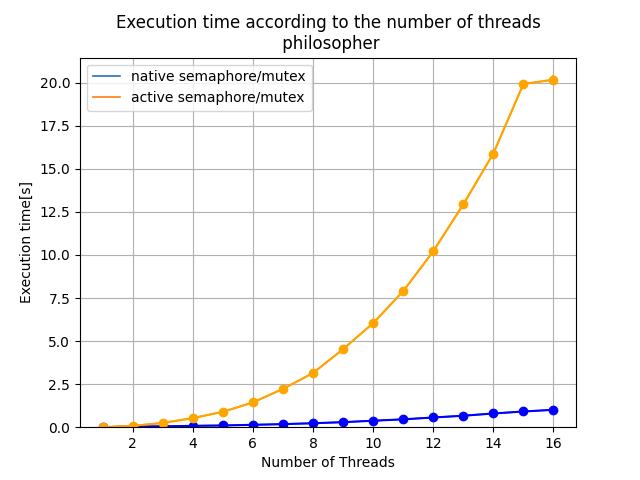 Execution time according to the number of threads
philosopher
native semaphore/mutex
active semaphore/mutex
20.0
17.5
15.0
12.5
10.0
7.5
5.0
2.5
0.0
Execution time[s]
2 4 6 8 10 12 14 16
Number of Threads